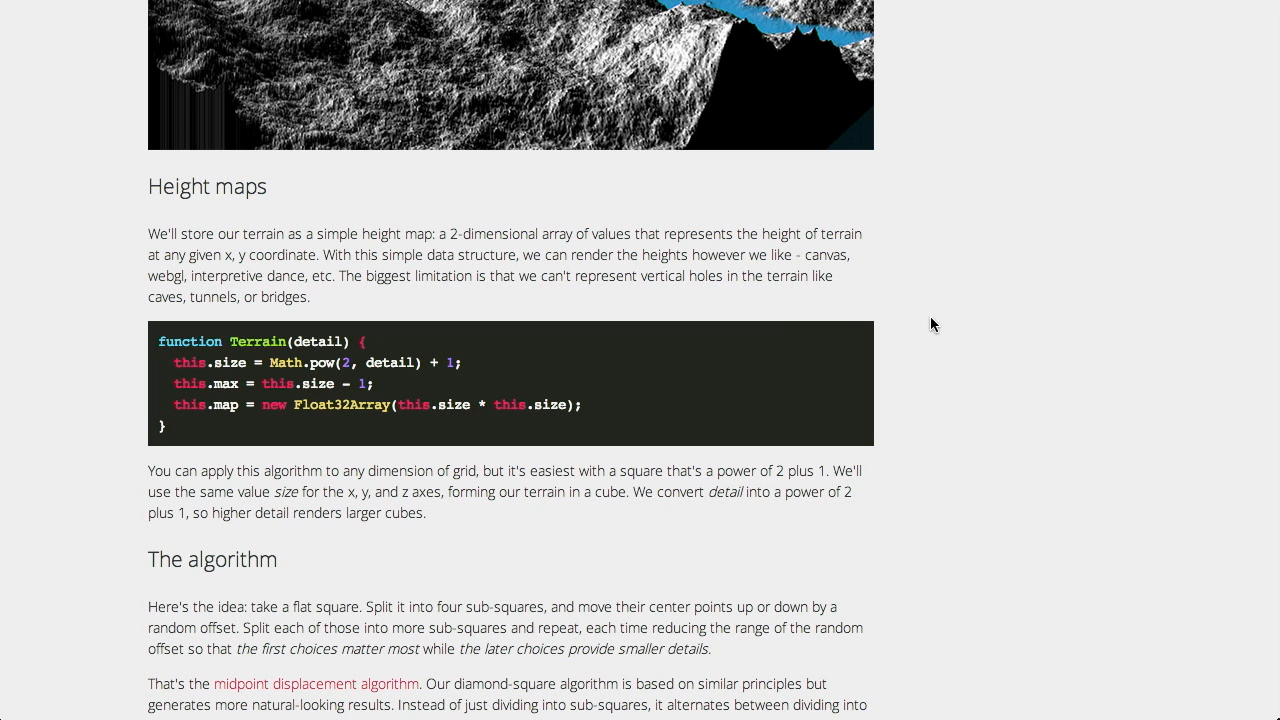 Height maps
We'll store our terrain as a simple height map: a 2-dimensional array of values that represents the height of terrain
at any given x, y coordinate. With this simple data structure, we can render the heights however we like - canvas,
webgl, interpretive dance, etc. The biggest limitation is that we can't represent vertical holes in the terrain like
caves, tunnels, or bridges.
function Terrain(detail) {
  this.size = Math.pow(2, detail) + 1;
  this.max = this.size - 1;
  this.map = new Float32Array(this.size * this.size);
}
You can apply this algorithm to any dimension of grid, but it's easiest with a square that's a power of 2 plus 1. We'll
use the same value size for the x, y, and z axes, forming our terrain in a cube. We convert detail into a power of 2
plus 1, so higher detail renders larger cubes.
The algorithm
Here's the idea: take a flat square. Split it into four sub-squares, and move their center points up or down by a
random offset. Split each of those into more sub-squares and repeat, each time reducing the range of the random
offset so that the first choices matter most while the later choices provide smaller details.
That's the midpoint displacement algorithm. Our diamond-square algorithm is based on similar principles but
generates more natural-looking results. Instead of just dividing into sub-squares, it alternates between dividing into